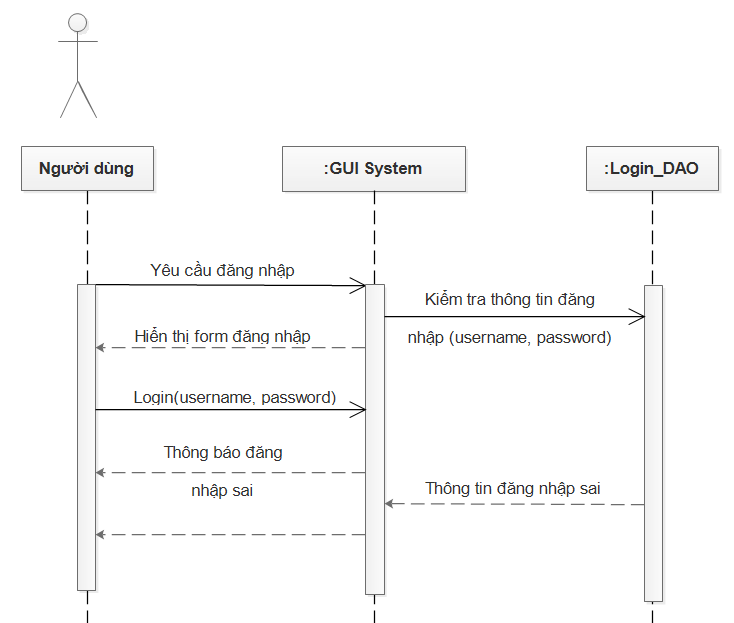 Người dùng
:GUI System
:Login_DAO
Yêu cầu đăng nhập
Kiểm tra thông tin đăng
nhập (username, password)
Hiển thị form đăng nhập
Login(username, password)
Thông báo đăng
nhập sai
Thông tin đăng nhập sai